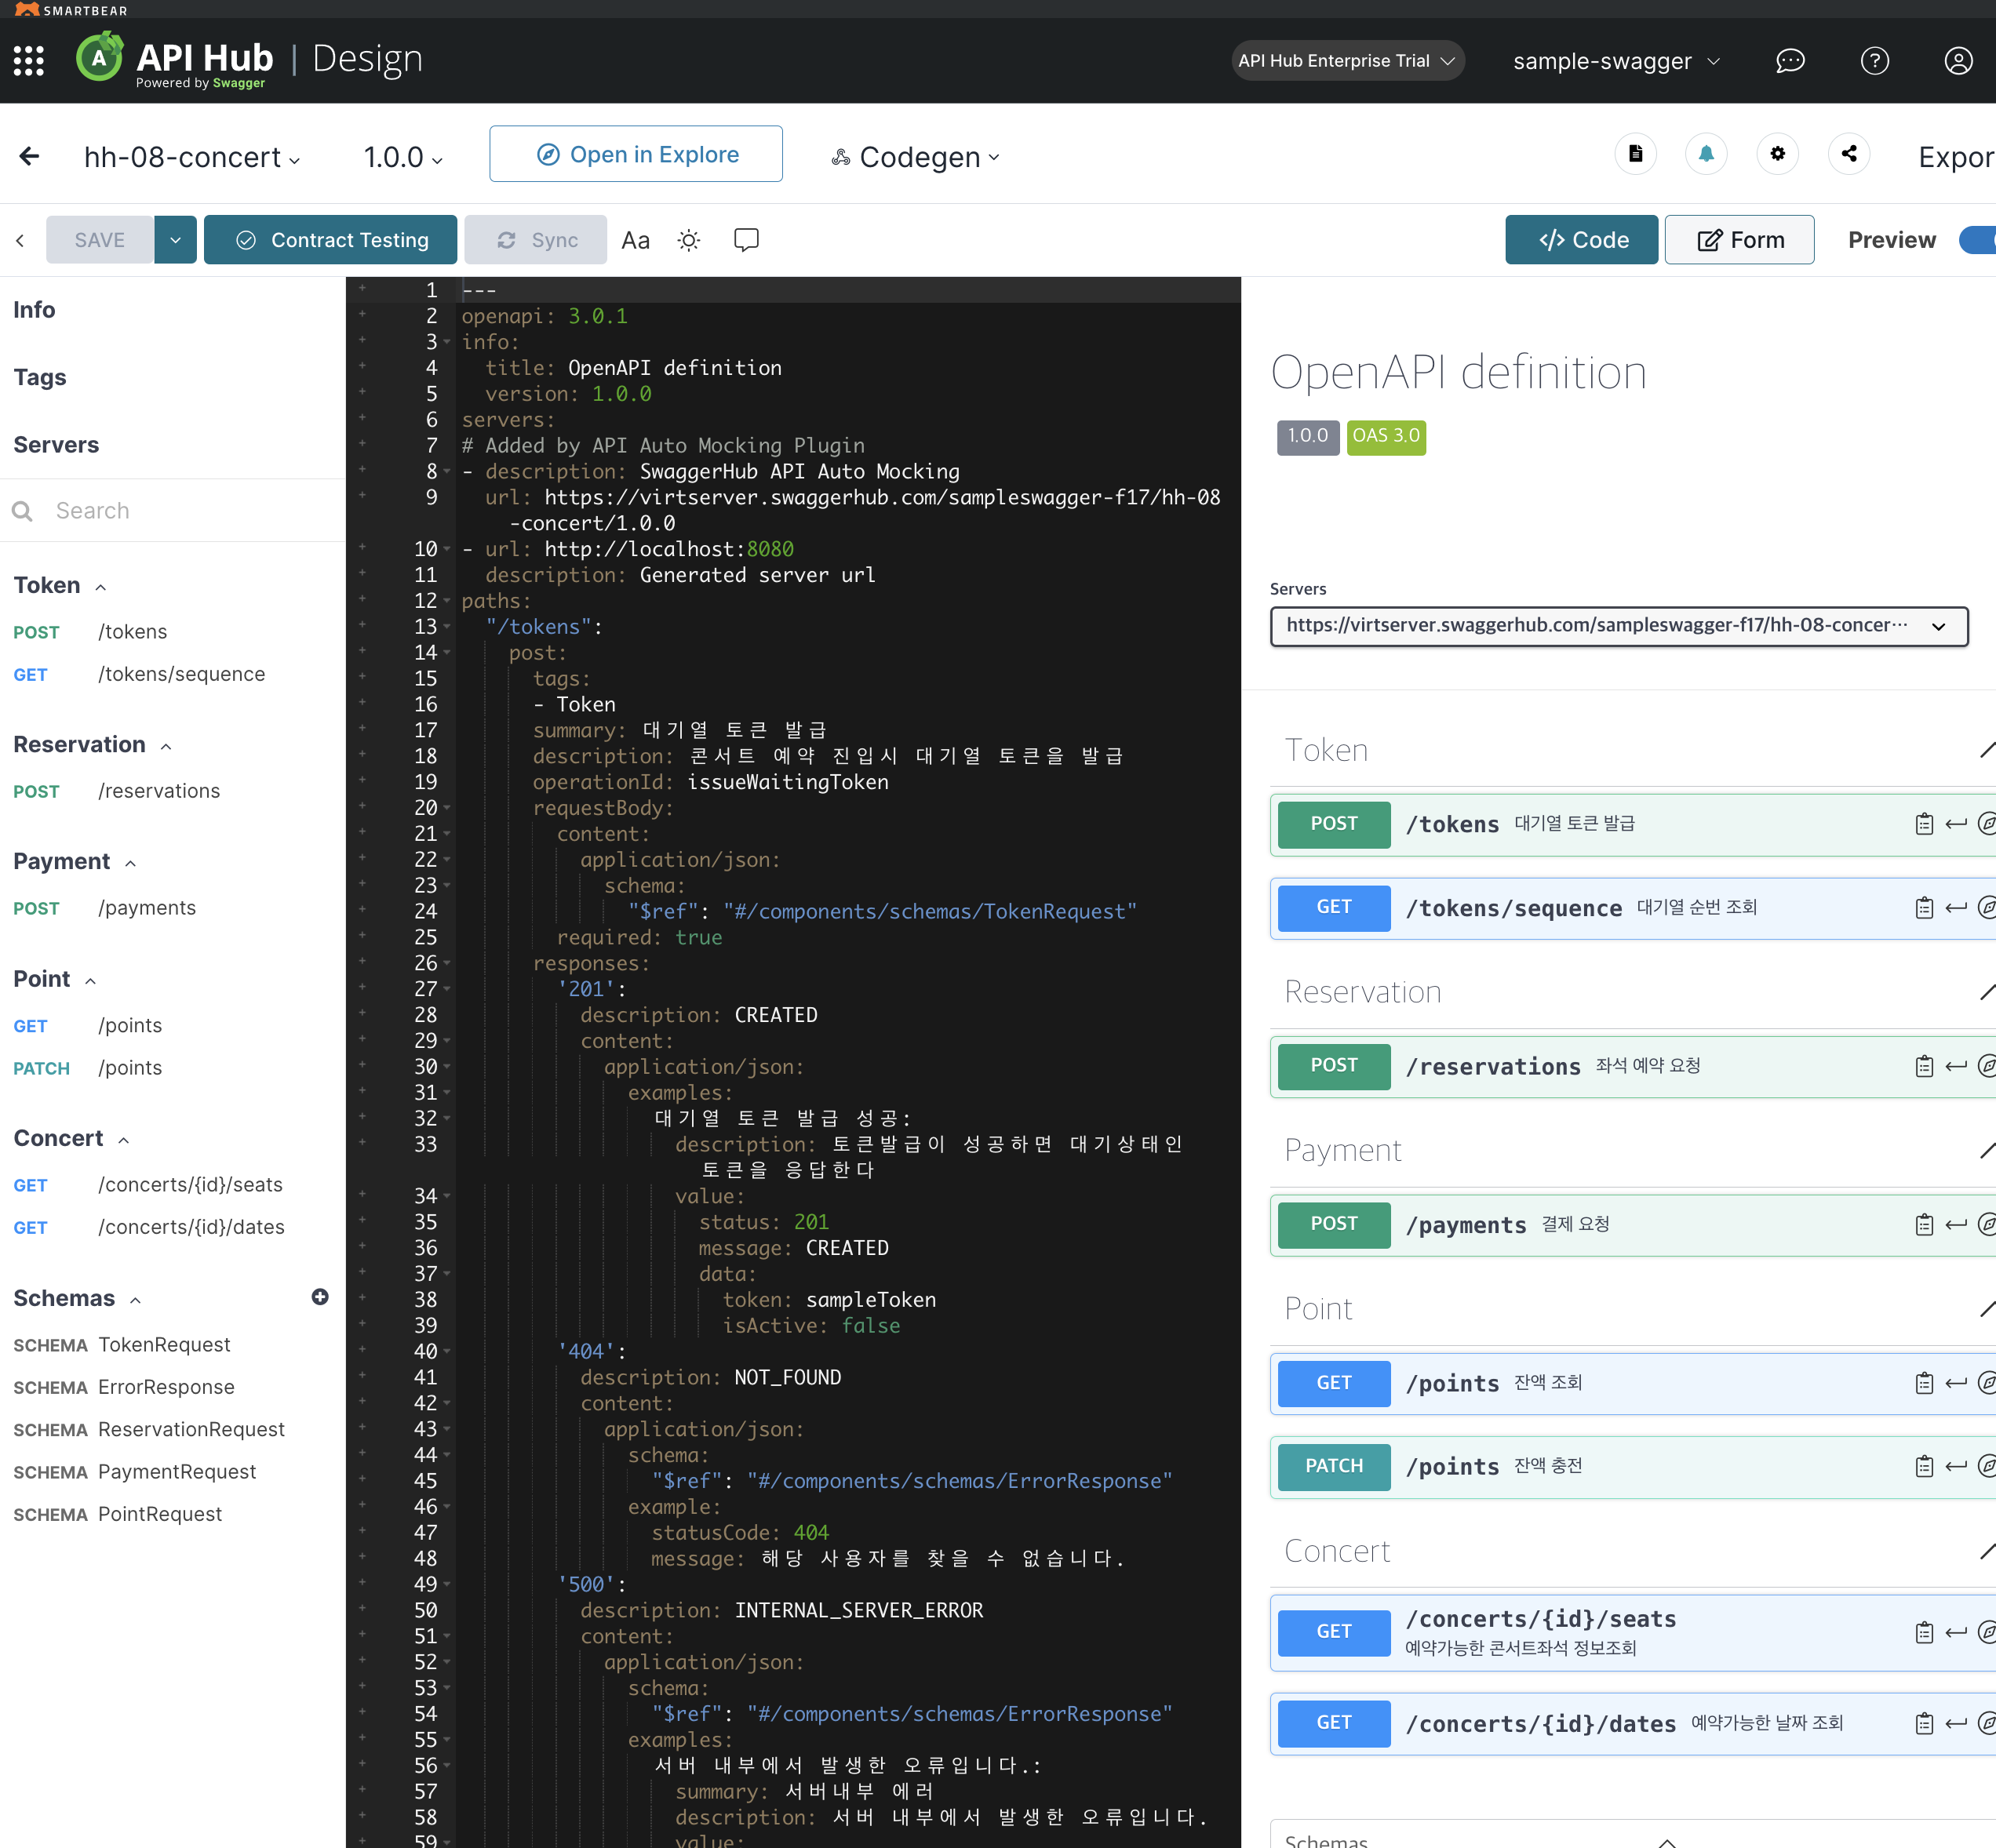 SMARTBEAR
API Hub | Design
Powered by Swagger
API Hub Enterprise Trial
sample-swagger
hh-08-concert
1.0.0
Open in Explore
Codegen
Expor
SAVE
Contract Testing
Sync
Aa
</> Code
Form
Preview
Info
Tags
Servers
Search
Token
POST /tokens
GET /tokens/sequence
Reservation
POST /reservations
Payment
POST /payments
Point
GET /points
PATCH /points
Concert
GET /concerts/{id}/seats
GET /concerts/{id}/dates
Schemas
SCHEMA TokenRequest
SCHEMA ErrorResponse
SCHEMA ReservationRequest
SCHEMA PaymentRequest
SCHEMA PointRequest
1 ---
2 openapi: 3.0.1
3 info:
4 title: OpenAPI definition
5 version: 1.0.0
6 servers:
7 # Added by API Auto Mocking Plugin
8 - description: SwaggerHub API Auto Mocking
9 url: https://virtserver.swaggerhub.com/sampleswagger-f17/hh-08
-concert/1.0.0
10 - url: http://localhost:8080
11 description: Generated server url
12 paths:
13 "/tokens":
14 post:
15 tags:
16 - Token
17 summary: 대기열 토큰 발급
18 description: 콘서트 예약 진입시 대기열 토큰을 발급
19 operationId: issueWaitingToken
20 requestBody:
21 content:
22 application/json:
23 schema:
24 "$ref": "#/components/schemas/TokenRequest"
25 required: true
26 responses:
27 '201':
28 description: CREATED
29 content:
30 application/json:
31 examples:
32 대기열 토큰 발급 성공:
33 description: 토큰발급이 성공하면 대기상태인
토큰을 응답한다
34 value:
35 status: 201
36 message: CREATED
37 data:
38 token: sampleToken
39 isActive: false
40 '404':
41 description: NOT_FOUND
42 content:
43 application/json:
44 schema:
45 "$ref": "#/components/schemas/ErrorResponse"
46 example:
47 statusCode: 404
48 message: 해당 사용자를 찾을 수 없습니다.
49 '500':
50 description: INTERNAL_SERVER_ERROR
51 content:
52 application/json:
53 schema:
54 "$ref": "#/components/schemas/ErrorResponse"
55 examples:
56 서버 내부에서 발생한 오류입니다.:
57 summary: 서버내부 에러
58 description: 서버 내부에서 발생한 오류입니다.
59 value:
OpenAPI definition
1.0.0 OAS 3.0
Servers
https://virtserver.swaggerhub.com/sampleswagger-f17/hh-08-concer···
Token
POST /tokens 대기열 토큰 발급
GET /tokens/sequence 대기열 순번 조회
Reservation
POST /reservations 좌석 예약 요청
Payment
POST /payments 결제 요청
Point
GET /points 잔액 조회
PATCH /points 잔액 충전
Concert
GET /concerts/{id}/seats
예약가능한 콘서트좌석 정보조회
GET /concerts/{id}/dates 예약가능한 날짜 조회
Schemas